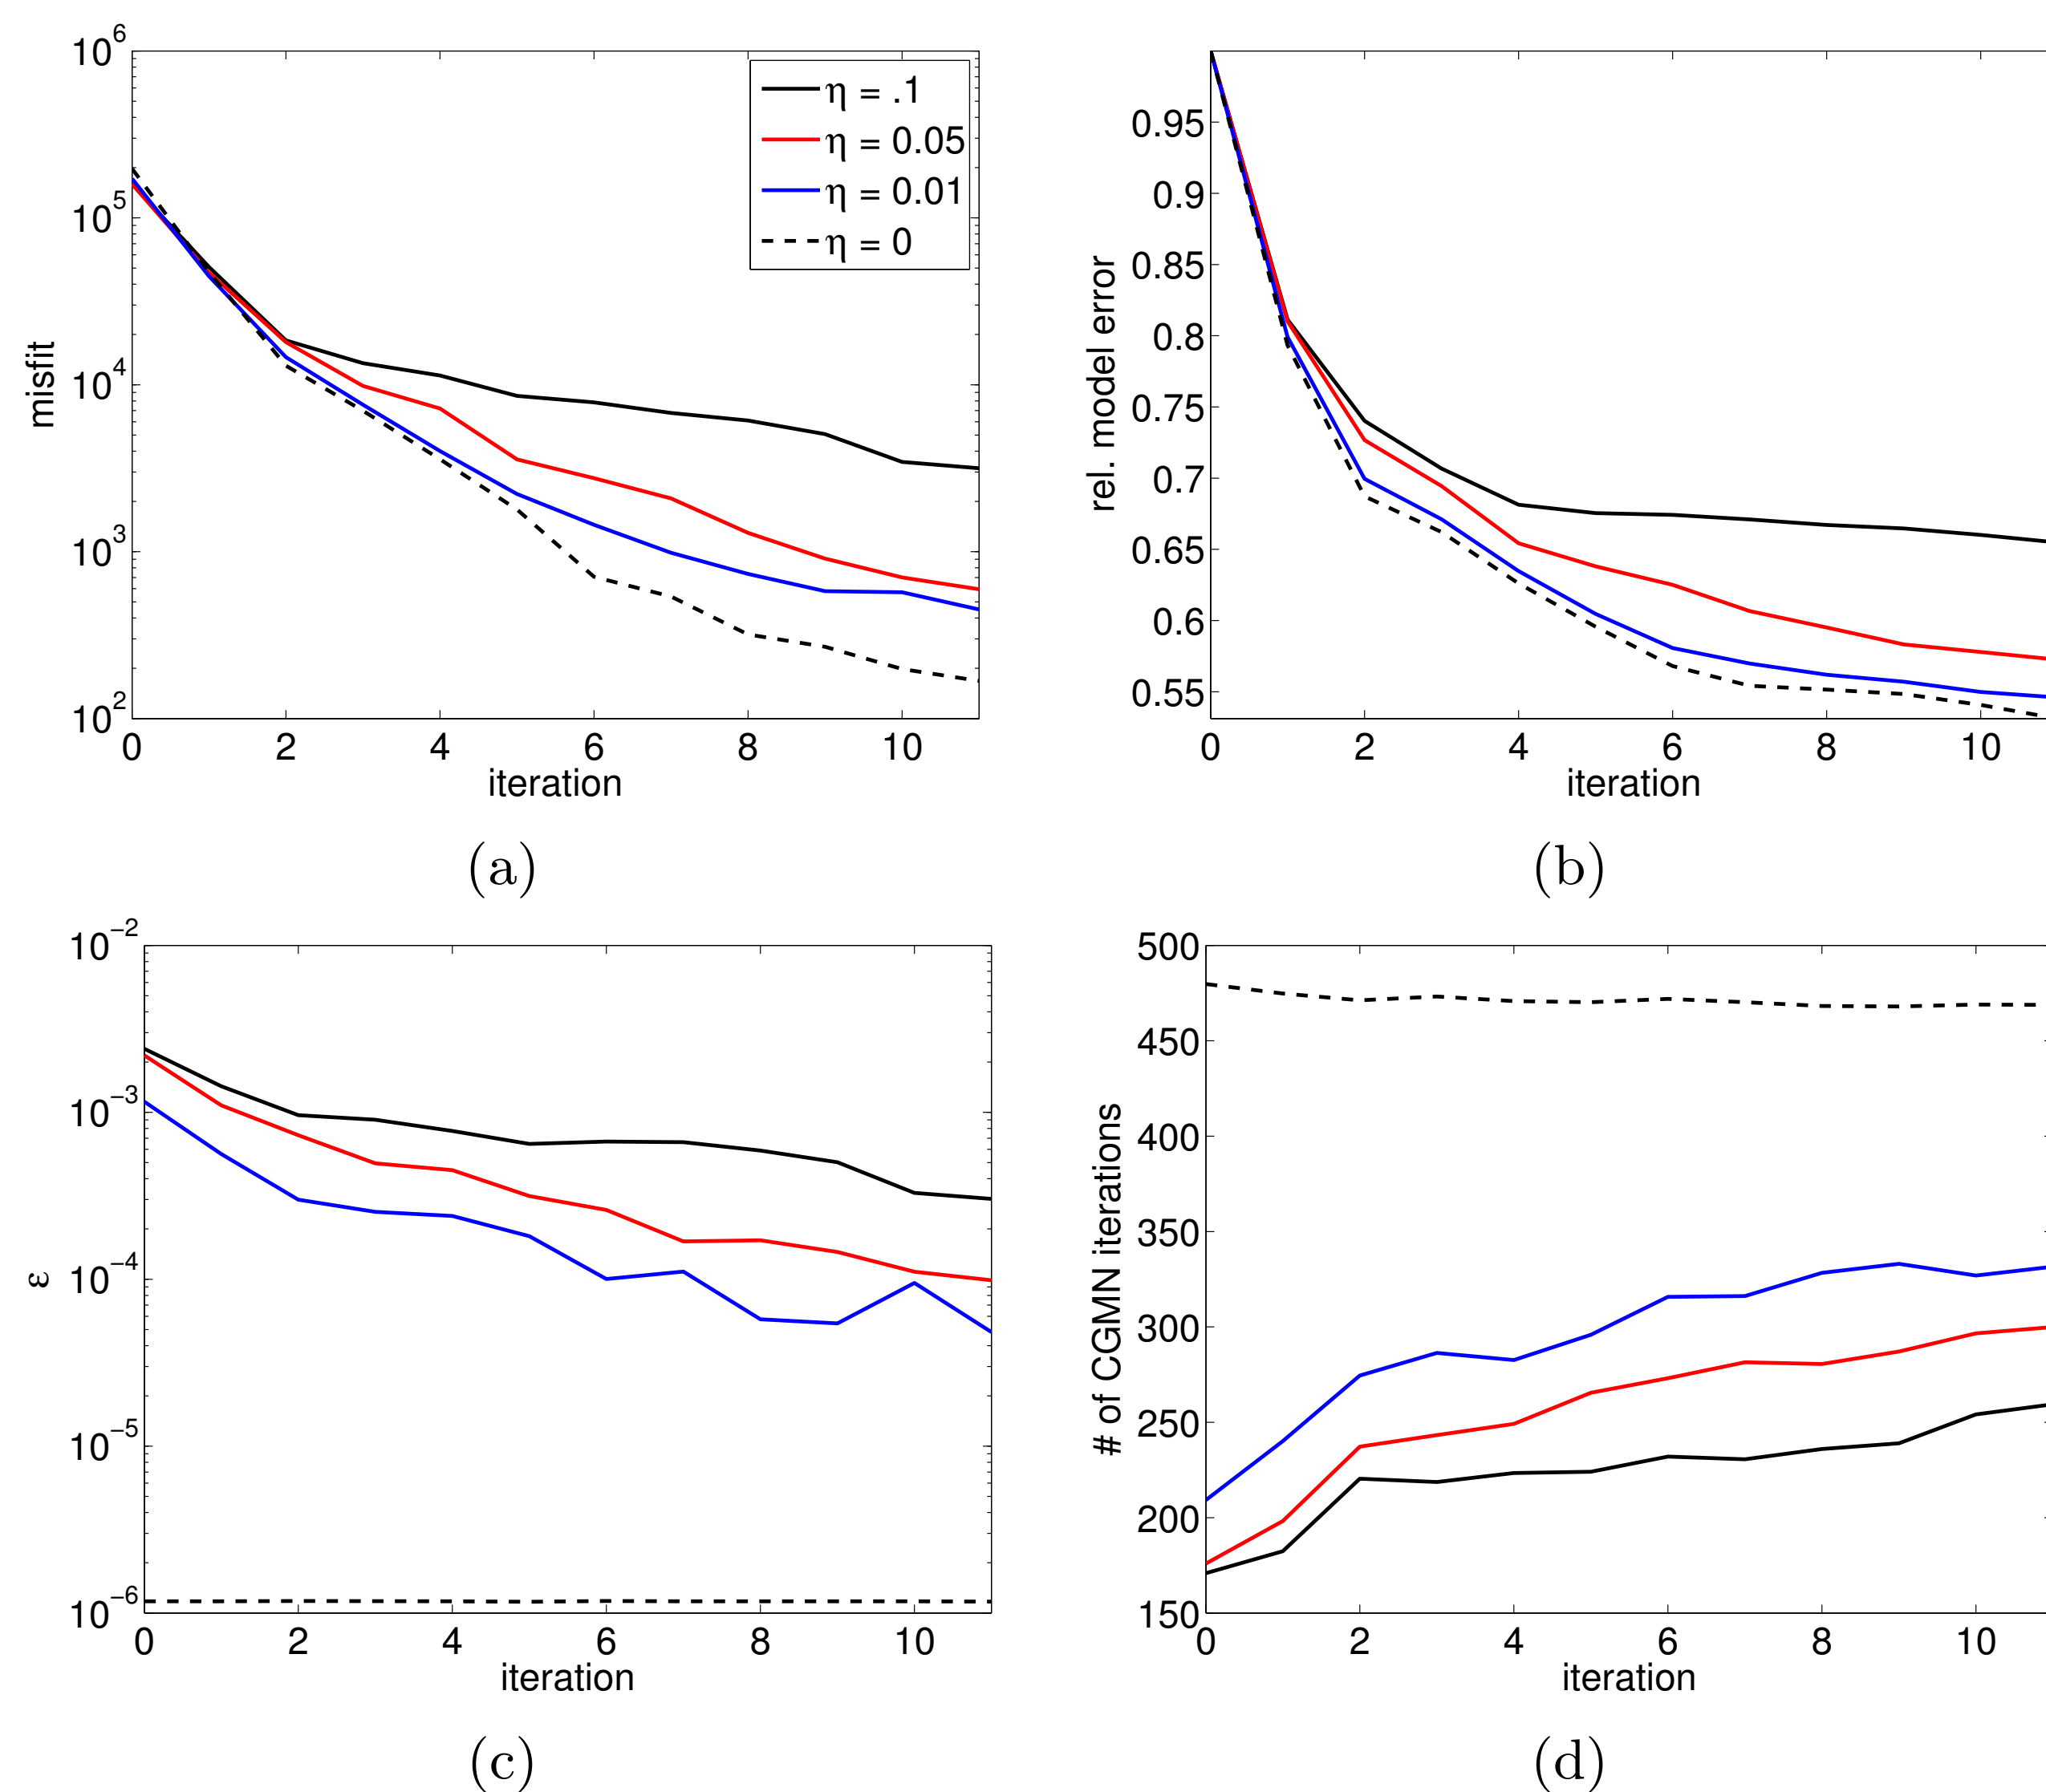 10^6
10^5
10^4
10^3
10^2
misfit
0 2 4 6 8 10
iteration
η = .1
η = 0.05
η = 0.01
η = 0
(a)
0.95
0.9
0.85
0.8
0.75
0.7
0.65
0.6
0.55
rel. model error
0 2 4 6 8 10
iteration
(b)
10^−2
10^−3
10^−4
10^−5
10^−6
ε
0 2 4 6 8 10
iteration
(c)
500
450
400
350
300
250
200
150
# of CGMN iterations
0 2 4 6 8 10
iteration
(d)